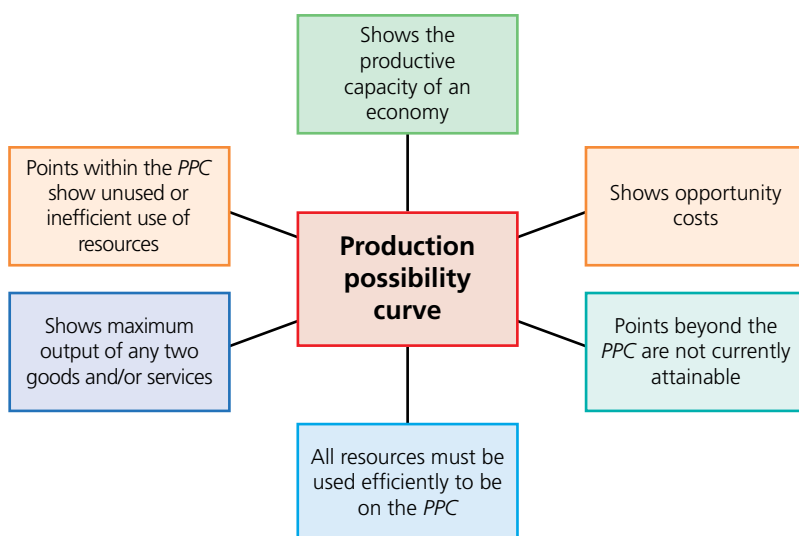 Shows the
productive
capacity of an
economy
Points within the PPC
show unused or
inefficient use of
resources
Shows opportunity
costs
Production
possibility
curve
Shows maximum
output of any two
goods and/or services
Points beyond the
PPC are not currently
attainable
All resources must be
used efficiently to be
on the PPC